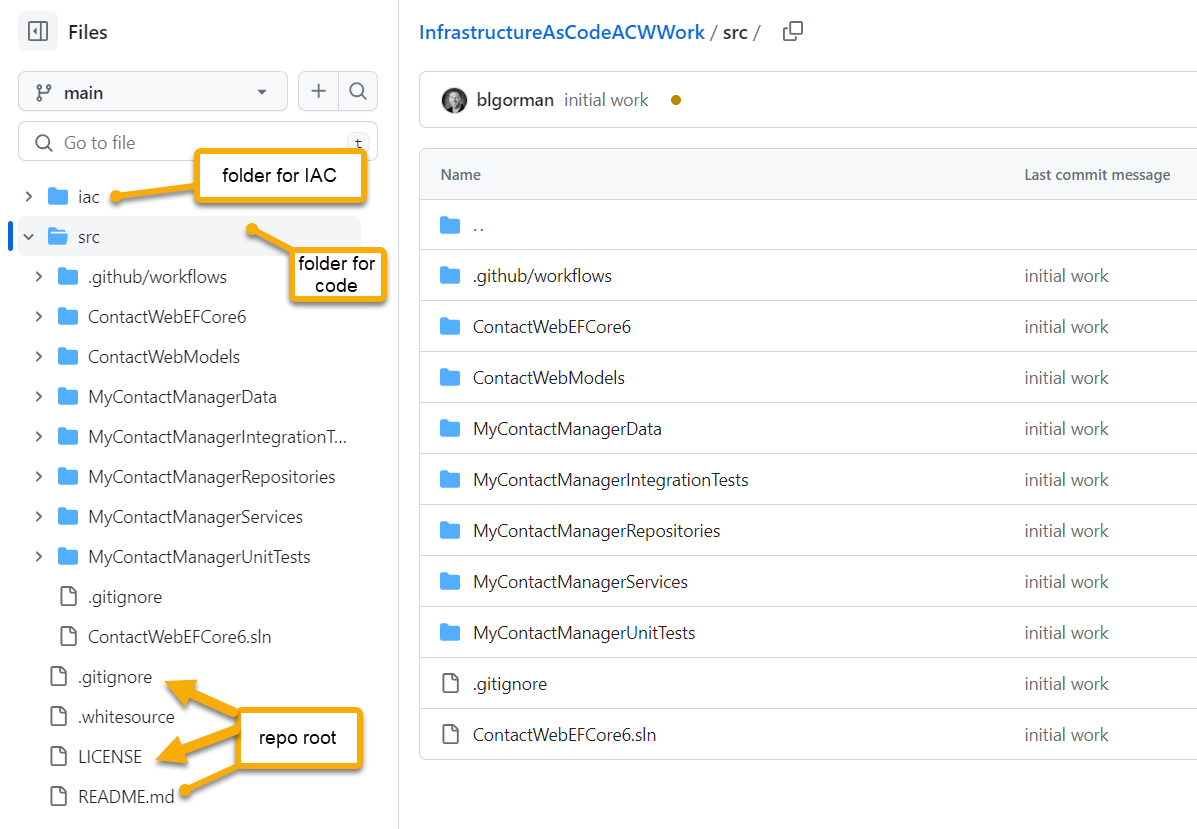 Files
main
Go to file
t
folder for IAC
iac
src
folder for
code
.github/workflows
ContactWebEFCore6
ContactWebModels
MyContactManagerData
MyContactManagerIntegrationT...
MyContactManagerRepositories
MyContactManagerServices
MyContactManagerUnitTests
.gitignore
ContactWebEFCore6.sln
.gitignore
.whitesource
repo root
LICENSE
README.md
InfrastructureAsCodeACWWork / src /
blgorman initial work
Name Last commit message
..
.github/workflows initial work
ContactWebEFCore6 initial work
ContactWebModels initial work
MyContactManagerData initial work
MyContactManagerIntegrationTests initial work
MyContactManagerRepositories initial work
MyContactManagerServices initial work
MyContactManagerUnitTests initial work
.gitignore initial work
ContactWebEFCore6.sln initial work